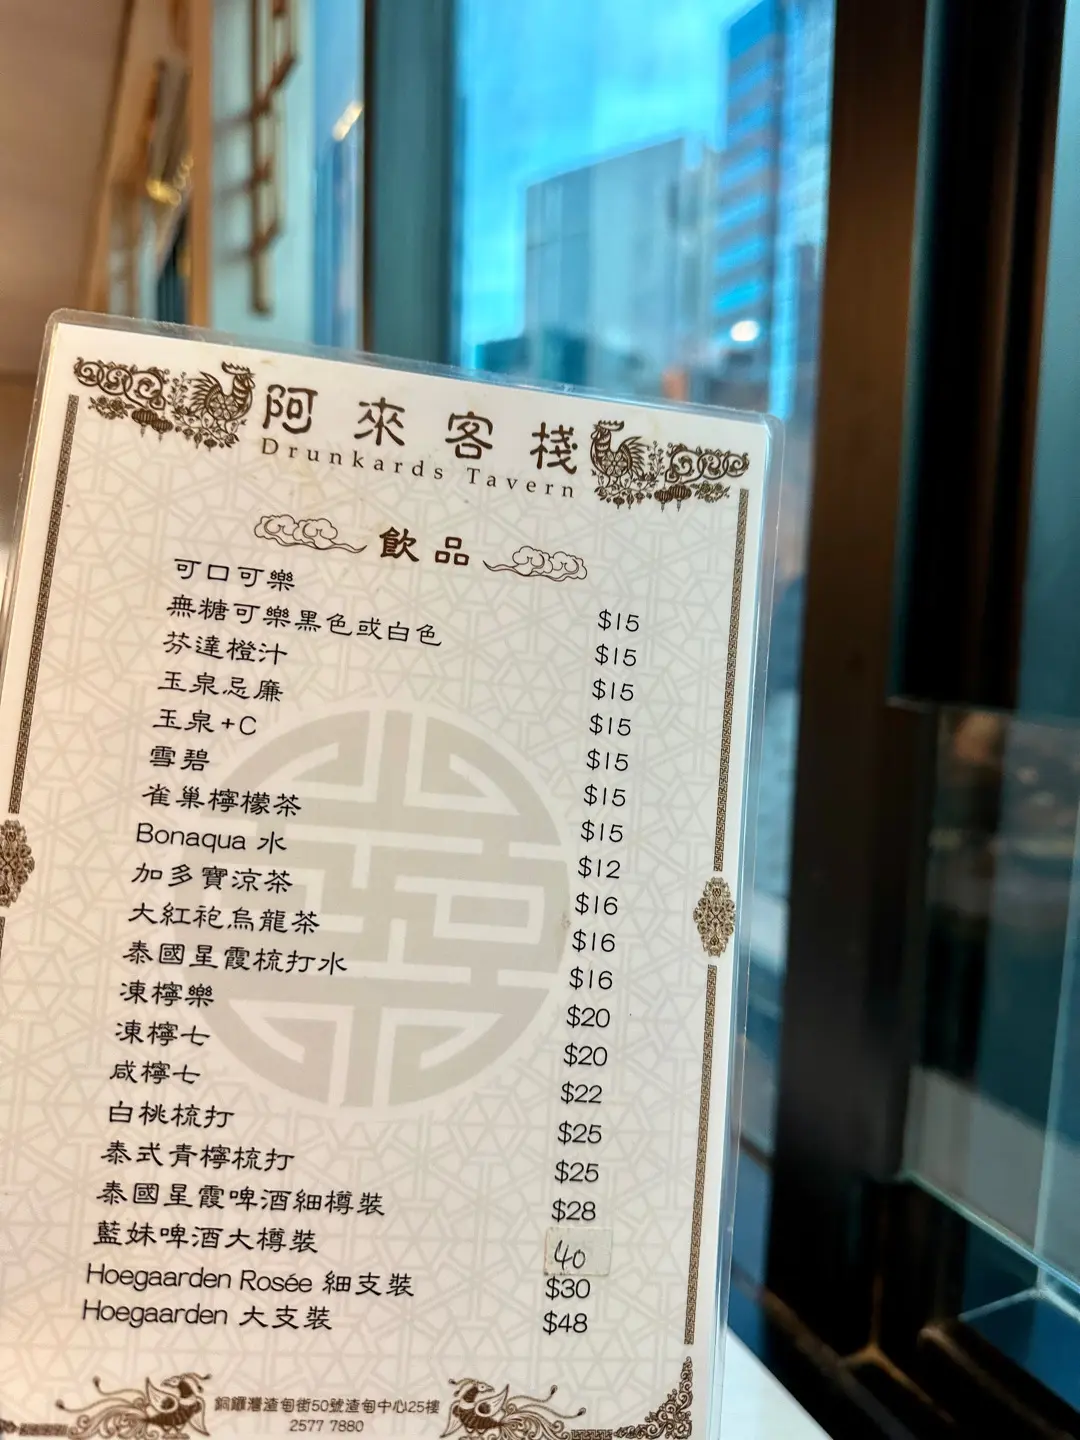 阿來客棧
Drunkards Tavern
飲品
可口可樂 $15
無糖可樂黑色或白色 $15
芬達橙汁 $15
玉泉忌廉 $15
玉泉+C $15
雪碧 $15
雀巢檸檬茶 $15
Bonaqua 水 $12
加多寶涼茶 $16
大紅袍烏龍茶 $16
泰國星霞梳打水 $16
凍檸樂 $20
凍檸七 $20
咸檸七 $22
白桃梳打 $25
泰式青檸梳打 $25
泰國星霞啤酒細樽裝 $28
藍妹啤酒大樽裝 40
Hoegaarden Rosée 細支裝 $30
Hoegaarden 大支裝 $48
銅鑼灣渣甸街50號渣甸中心25樓
2577 7880